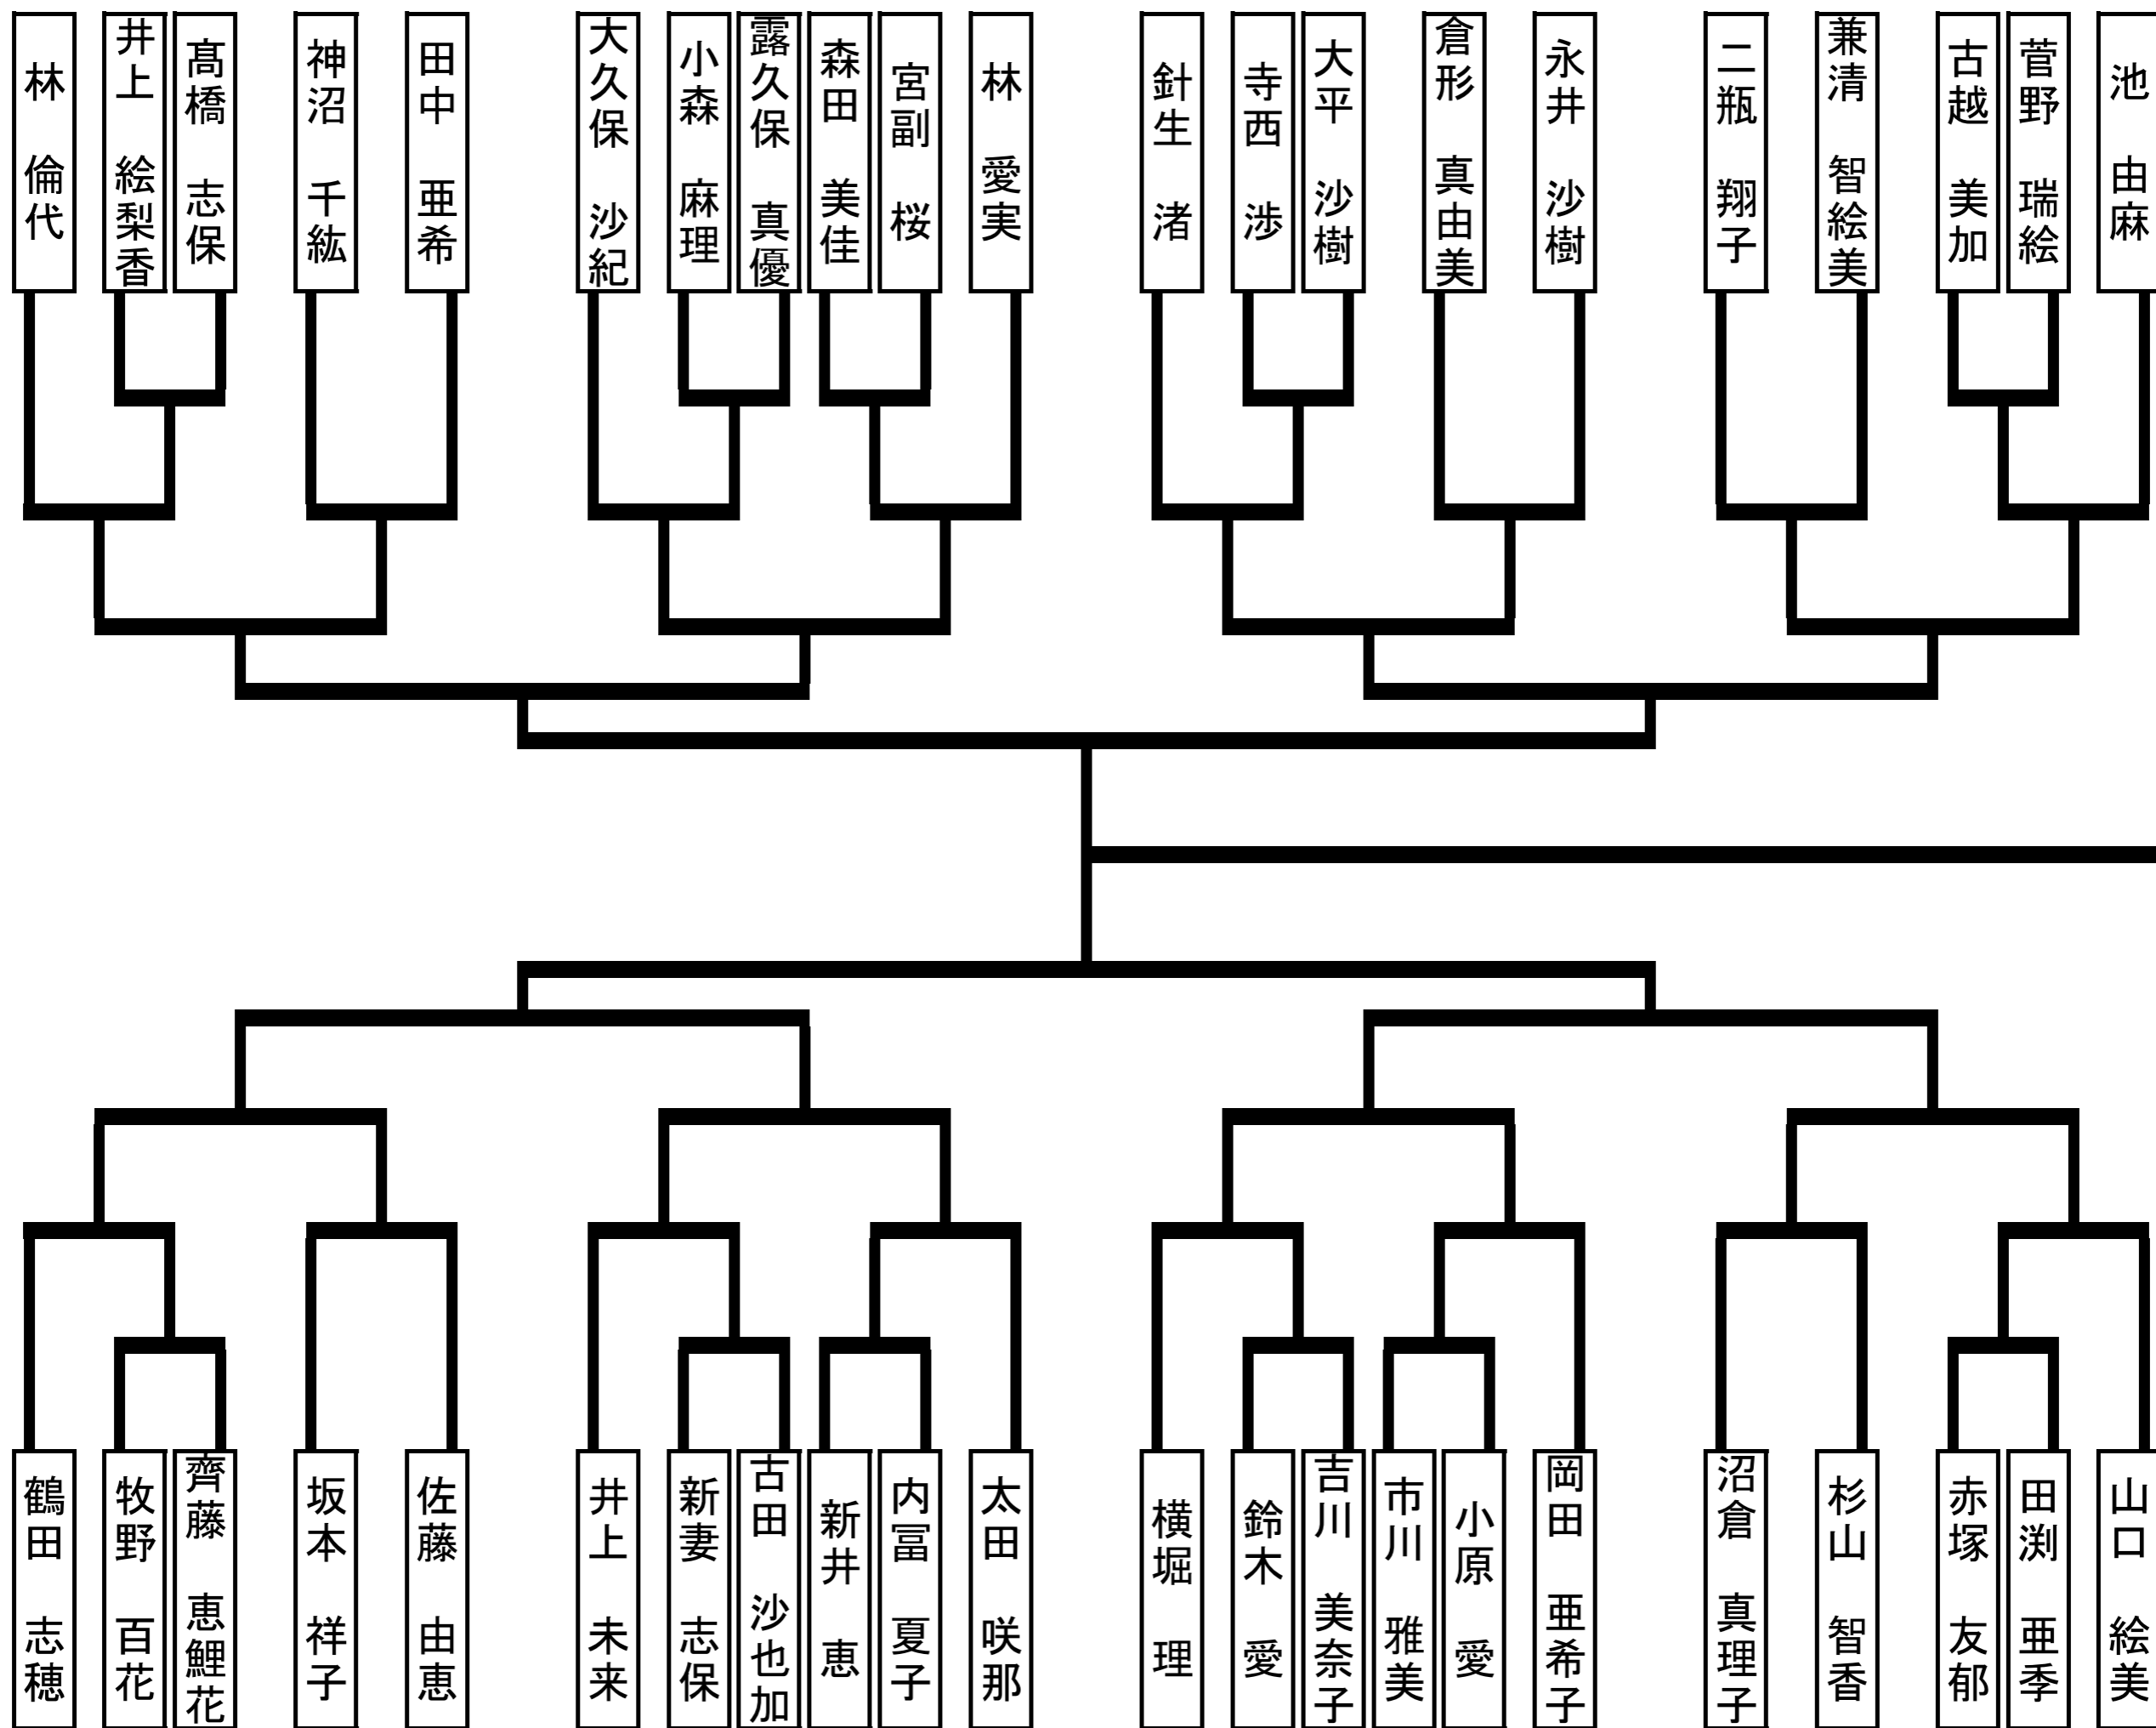 林　倫代
井上　絵梨香
髙橋　志保
神沼　千紘
田中　亜希
大久保　沙紀
小森　麻理
露久保　真優
森田　美佳
宮副　桜
林　愛実
針生　渚
寺西　渉
大平　沙樹
倉形　真由美
永井　沙樹
二瓶　翔子
兼清　智絵美
古越　美加
菅野　瑞絵
池　由麻
鶴田　志穂
牧野　百花
齊藤　恵鯉花
坂本　祥子
佐藤　由恵
井上　未来
新妻　志保
古田　沙也加
新井　恵
内冨　夏子
太田　咲那
横堀　理
鈴木　愛
吉川　美奈子
市川　雅美
小原　愛
岡田　亜希子
沼倉　真理子
杉山　智香
赤塚　友郁
田渕　亜季
山口　絵美